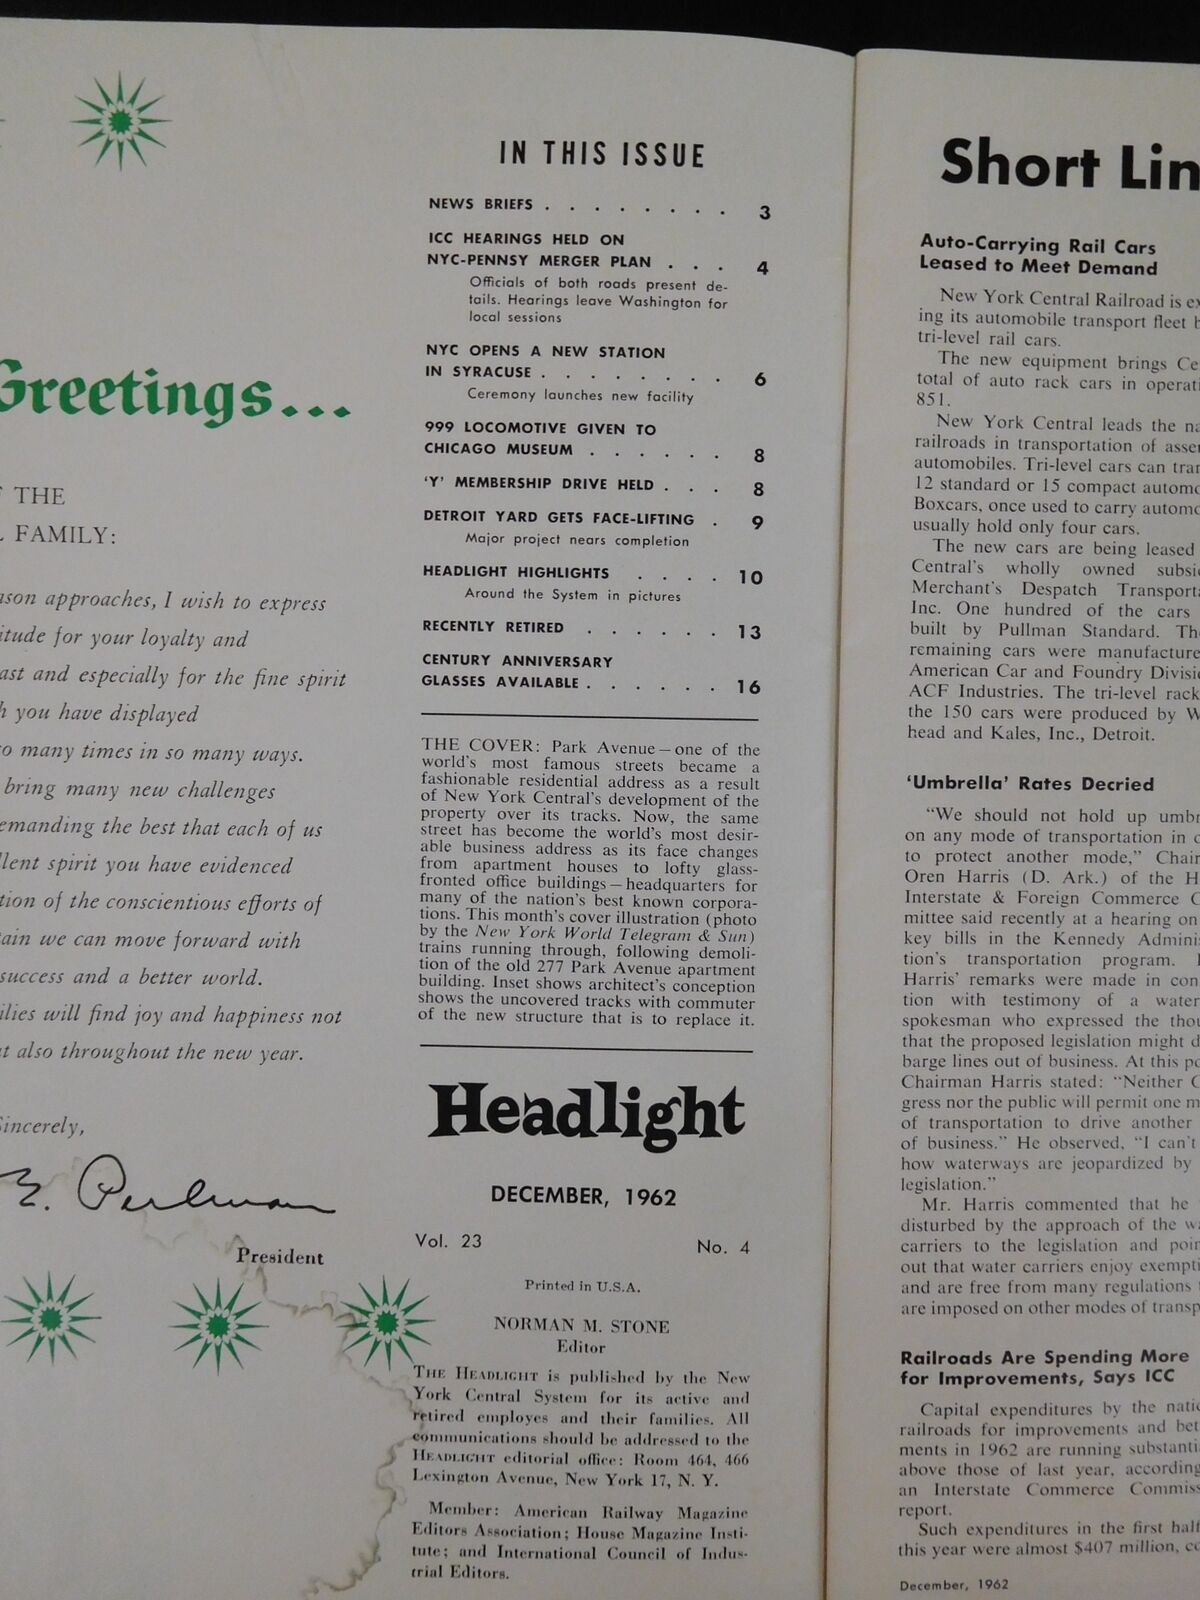 Greetings...
THE
FAMILY:
approaches, I wish to express
for your loyalty and
and especially for the fine spirit
you have displayed
so many times in so many ways.
bring many new challenges
demanding the best that each of us
spirit you have evidenced
of the conscientious efforts of
we can move forward with
success and a better world.
will find joy and happiness not
also throughout the new year.
Sincerely,
E. Perlman
President
IN THIS ISSUE
NEWS BRIEFS . . . . . . . . 3
ICC HEARINGS HELD ON
NYC-PENNSY MERGER PLAN . . . 4
Officials of both roads present de-
tails. Hearings leave Washington for
local sessions
NYC OPENS A NEW STATION
IN SYRACUSE . . . . . . . . 6
Ceremony launches new facility
999 LOCOMOTIVE GIVEN TO
CHICAGO MUSEUM . . . . . . 8
'Y' MEMBERSHIP DRIVE HELD . . . 8
DETROIT YARD GETS FACE-LIFTING . 9
Major project nears completion
HEADLIGHT HIGHLIGHTS . . . . 10
Around the System in pictures
RECENTLY RETIRED . . . . . . 13
CENTURY ANNIVERSARY
GLASSES AVAILABLE . . . . . . 16
THE COVER: Park Avenue—one of the
world's most famous streets became a
fashionable residential address as a result
of New York Central's development of the
property over its tracks. Now, the same
street has become the world's most desir-
able business address as its face changes
from apartment houses to lofty glass-
fronted office buildings—headquarters for
many of the nation's best known corpora-
tions. This month's cover illustration (photo
by the New York World Telegram & Sun)
trains running through, following demoli-
tion of the old 277 Park Avenue apartment
building. Inset shows architect's conception
shows the uncovered tracks with commuter
of the new structure that is to replace it.
Headlight
DECEMBER, 1962
Vol. 23 No. 4
Printed in U.S.A.
NORMAN M. STONE
Editor
THE HEADLIGHT is published by the New
York Central System for its active and
retired employes and their families. All
communications should be addressed to the
HEADLIGHT editorial office: Room 464, 466
Lexington Avenue, New York 17, N. Y.
Member: American Railway Magazine
Editors Association; House Magazine Insti-
tute; and International Council of Indus-
trial Editors.
Short Lin
Auto-Carrying Rail Cars
Leased to Meet Demand
New York Central Railroad is ex
ing its automobile transport fleet b
tri-level rail cars.
The new equipment brings Ce
total of auto rack cars in operati
851.
New York Central leads the na
railroads in transportation of asse
automobiles. Tri-level cars can tra
12 standard or 15 compact automo
Boxcars, once used to carry automo
usually hold only four cars.
The new cars are being leased
Central's wholly owned subsid
Merchant's Despatch Transporta
Inc. One hundred of the cars
built by Pullman Standard. The
remaining cars were manufacture
American Car and Foundry Divisi
ACF Industries. The tri-level rack
the 150 cars were produced by W
head and Kales, Inc., Detroit.
'Umbrella' Rates Decried
"We should not hold up umbr
on any mode of transportation in o
to protect another mode," Chair
Oren Harris (D. Ark.) of the H
Interstate & Foreign Commerce C
mittee said recently at a hearing on
key bills in the Kennedy Adminis
tion's transportation program.
Harris' remarks were made in con
tion with testimony of a water
spokesman who expressed the thou
that the proposed legislation might d
barge lines out of business. At this po
Chairman Harris stated: "Neither C
gress nor the public will permit one m
of transportation to drive another
of business." He observed, "I can't
how waterways are jeopardized by
legislation."
Mr. Harris commented that he
disturbed by the approach of the wa
carriers to the legislation and poin
out that water carriers enjoy exempti
and are free from many regulations
are imposed on other modes of transp
Railroads Are Spending More
for Improvements, Says ICC
Capital expenditures by the natio
railroads for improvements and bet
ments in 1962 are running substanti
above those of last year, according
an Interstate Commerce Commiss
report.
Such expenditures in the first half
this year were almost $407 million, co
December, 1962